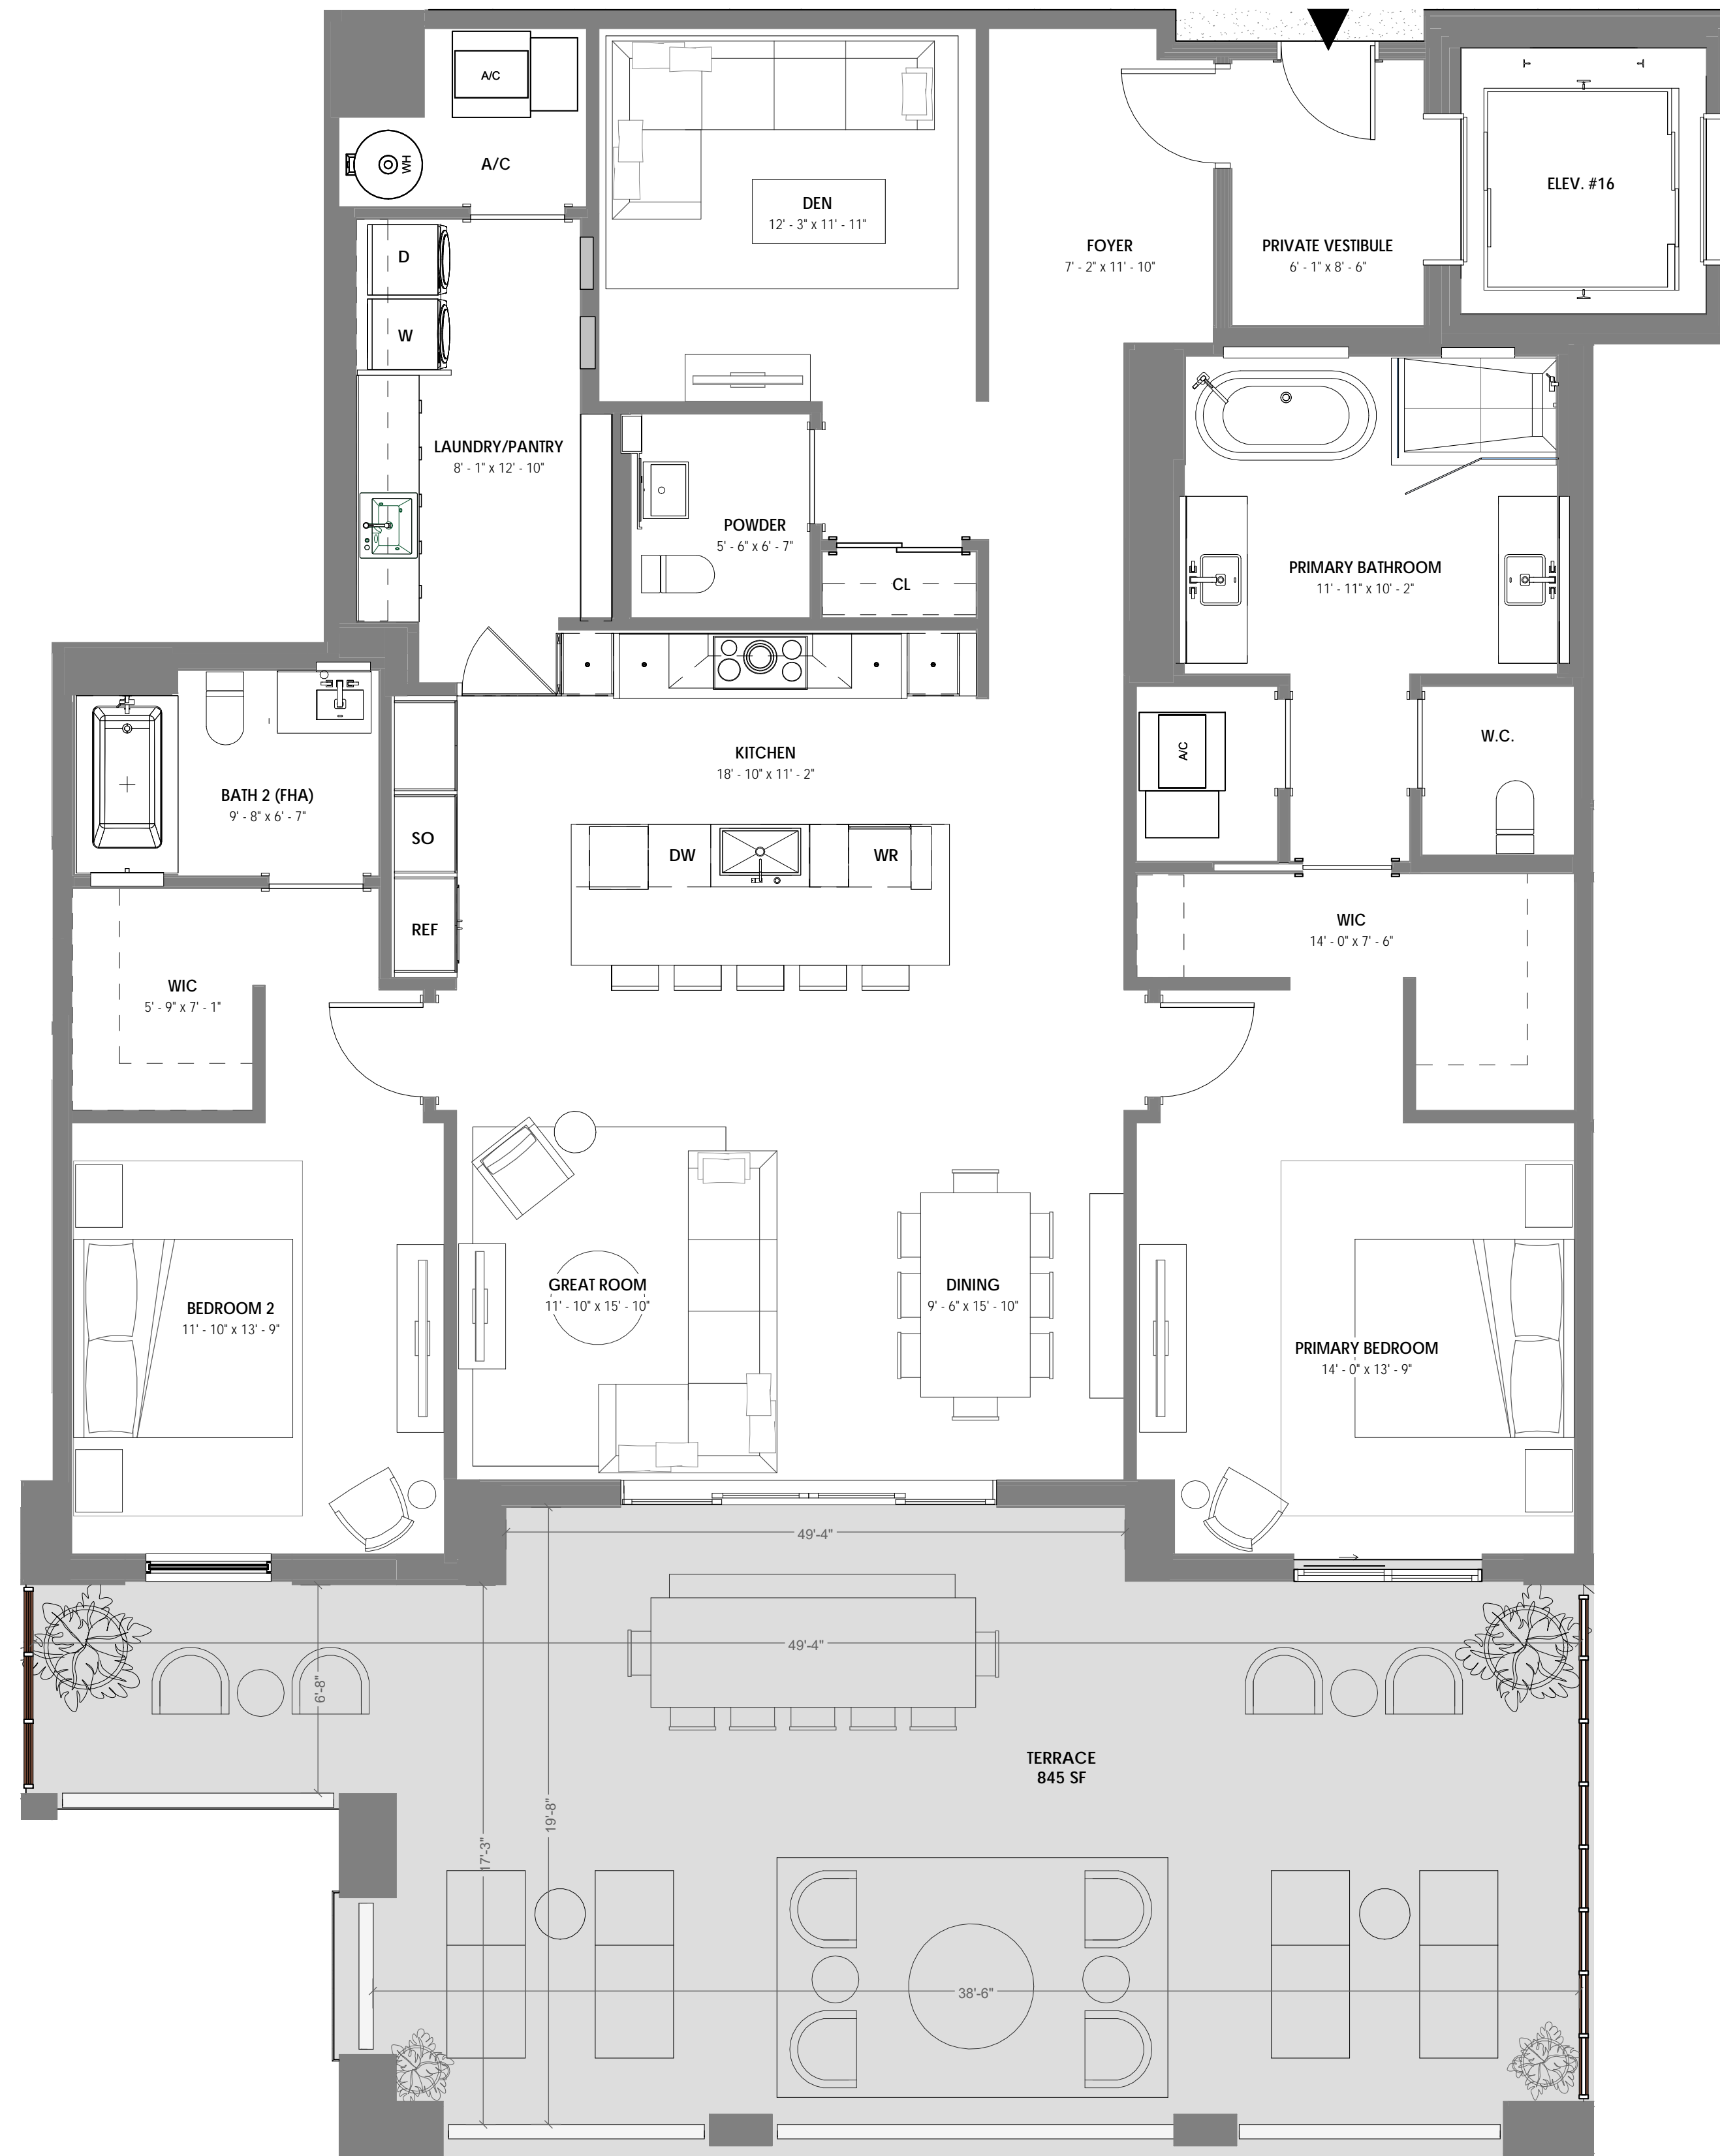 A/C
WH
A/C
DEN
12' - 3" x 11' - 11"
ELEV. #16
FOYER
7' - 2" x 11' - 10"
PRIVATE VESTIBULE
6' - 1" x 8' - 6"
D
W
LAUNDRY/PANTRY
8' - 1" x 12' - 10"
POWDER
5' - 6" x 6' - 7"
CL
PRIMARY BATHROOM
11' - 11" x 10' - 2"
KITCHEN
18' - 10" x 11' - 2"
A/C
W.C.
BATH 2 (FHA)
9' - 8" x 6' - 7"
SO
DW
WR
REF
WIC
14' - 0" x 7' - 6"
WIC
5' - 9" x 7' - 1"
GREAT ROOM
11' - 10" x 15' - 10"
DINING
9' - 6" x 15' - 10"
BEDROOM 2
11' - 10" x 13' - 9"
PRIMARY BEDROOM
14' - 0" x 13' - 9"
49'-4"
49'-4"
6'-8"
TERRACE
845 SF
19'-8"
17'-3"
38'-6"